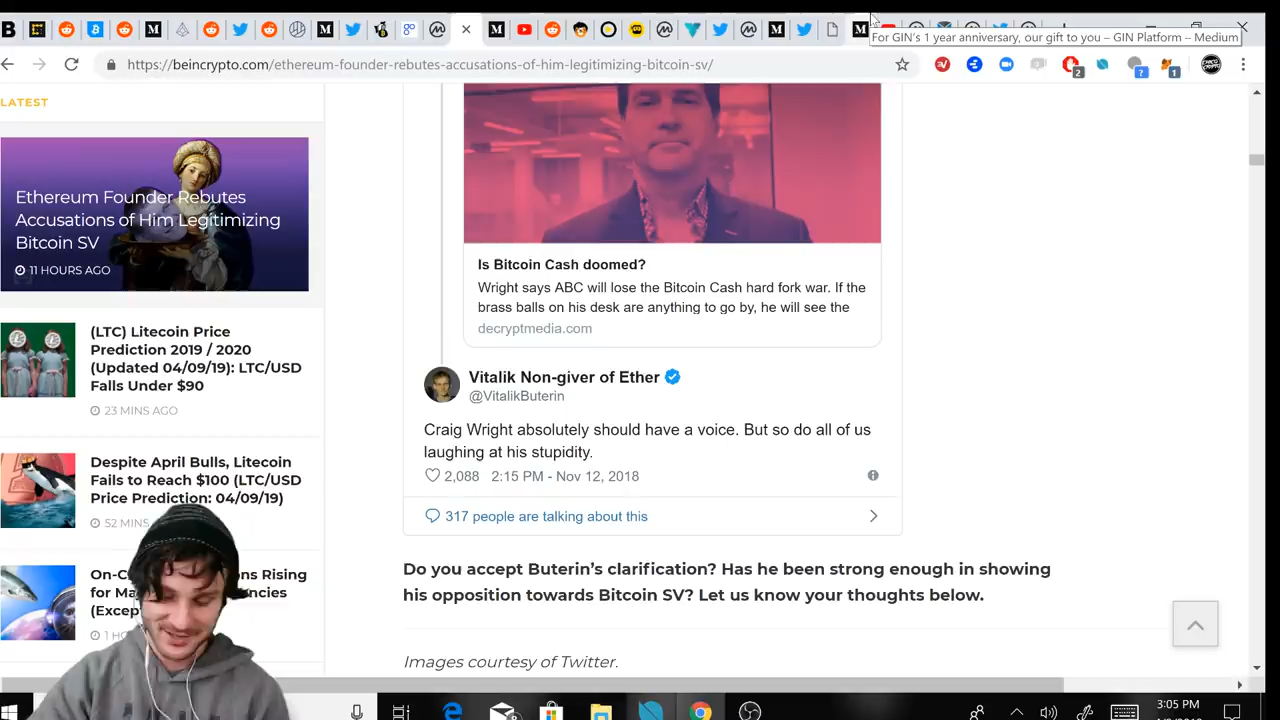 For GIN's 1 year anniversary, our gift to you – GIN Platform – Medium
https://beincrypto.com/ethereum-founder-rebutes-accusations-of-him-legitimizing-bitcoin-sv/
2
?
1
LATEST
Ethereum Founder Rebutes
Accusations of Him Legitimizing
Bitcoin SV
11 HOURS AGO
(LTC) Litecoin Price
Prediction 2019 / 2020
(Updated 04/09/19): LTC/USD
Falls Under $90
23 MINS AGO
Despite April Bulls, Litecoin
Fails to Reach $100 (LTC/USD
Price Prediction: 04/09/19)
52 MINS
Rising
for
(Excep
Is Bitcoin Cash doomed?
Wright says ABC will lose the Bitcoin Cash hard fork war. If the
brass balls on his desk are anything to go by, he will see the
decryptmedia.com
Vitalik Non-giver of Ether
@VitalikButerin
Craig Wright absolutely should have a voice. But so do all of us
laughing at his stupidity.
2,088 2:15 PM - Nov 12, 2018
317 people are talking about this
Do you accept Buterin's clarification? Has he been strong enough in showing
his opposition towards Bitcoin SV? Let us know your thoughts below.
Images courtesy of Twitter.
3:05 PM